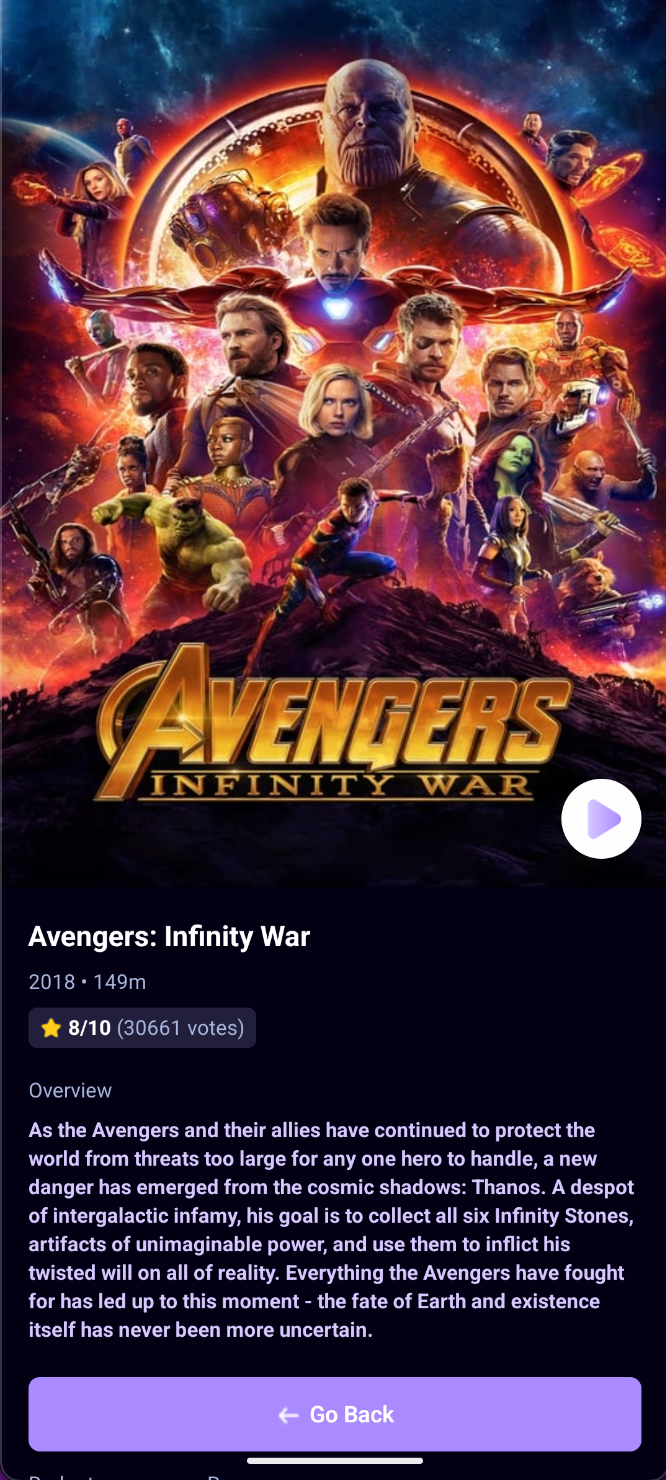 AVENGERS
INFINITY WAR
Avengers: Infinity War
2018 • 149m
8/10 (30661 votes)
Overview
As the Avengers and their allies have continued to protect the
world from threats too large for any one hero to handle, a new
danger has emerged from the cosmic shadows: Thanos. A despot
of intergalactic infamy, his goal is to collect all six Infinity Stones,
artifacts of unimaginable power, and use them to inflict his
twisted will on all of reality. Everything the Avengers have fought
for has led up to this moment - the fate of Earth and existence
itself has never been more uncertain.
← Go Back